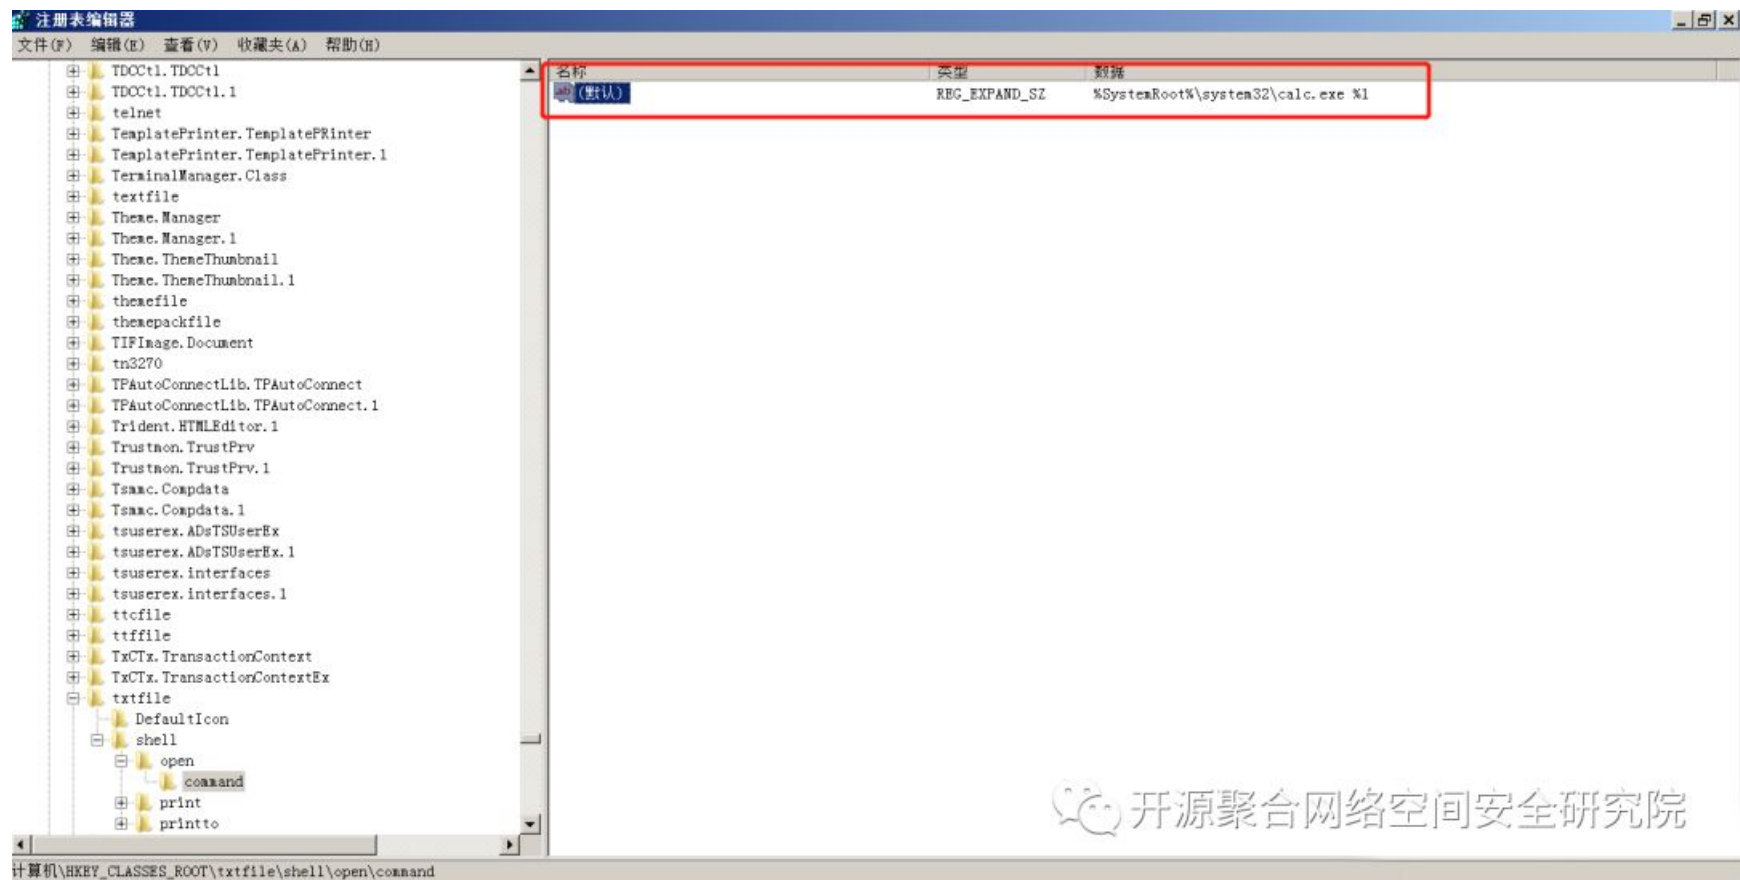 注册表编辑器
文件(F) 编辑(E) 查看(V) 收藏夹(A) 帮助(H)
TDCCtl.TDCCtl
TDCCtl.TDCCtl.1
telnet
TemplatePrinter.TemplatePRinter
TemplatePrinter.TemplatePrinter.1
TerminalManager.Class
textfile
Theme.Manager
Theme.Manager.1
Theme.ThemeThumbnail
Theme.ThemeThumbnail.1
themefile
themepackfile
TIFImage.Document
tn3270
TPAutoConnectLib.TPAutoConnect
TPAutoConnectLib.TPAutoConnect.1
Trident.HTMLEditor.1
Trustmon.TrustPrv
Trustmon.TrustPrv.1
Tsmmc.Compdata
Tsmmc.Compdata.1
tsuserex.ADsTSUserEx
tsuserex.ADsTSUserEx.1
tsuserex.interfaces
tsuserex.interfaces.1
ttcfile
ttffile
TxCTx.TransactionContext
TxCTx.TransactionContextEx
txtfile
DefaultIcon
shell
open
command
print
printto
名称 类型 数据
(默认) REG_EXPAND_SZ %SystemRoot%\system32\calc.exe %1
开源聚合网络空间安全研究院
计算机\HKEY_CLASSES_ROOT\txtfile\shell\open\command